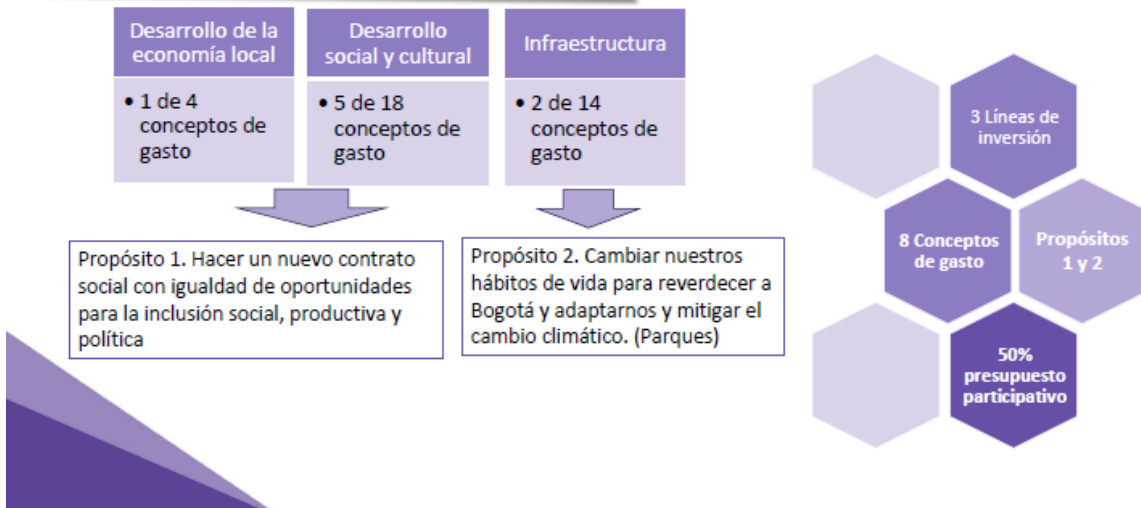 Desarrollo de la
economía local
• 1 de 4
conceptos de
gasto
Desarrollo
social y cultural
• 5 de 18
conceptos de
gasto
Infraestructura
• 2 de 14
conceptos de
gasto
Propósito 1. Hacer un nuevo contrato
social con igualdad de oportunidades
para la inclusión social, productiva y
política
Propósito 2. Cambiar nuestros
hábitos de vida para reverdecer a
Bogotá y adaptarnos y mitigar el
cambio climático. (Parques)
3 Líneas de
inversión
8 Conceptos
de gasto
Propósitos
1 y 2
50%
presupuesto
participativo